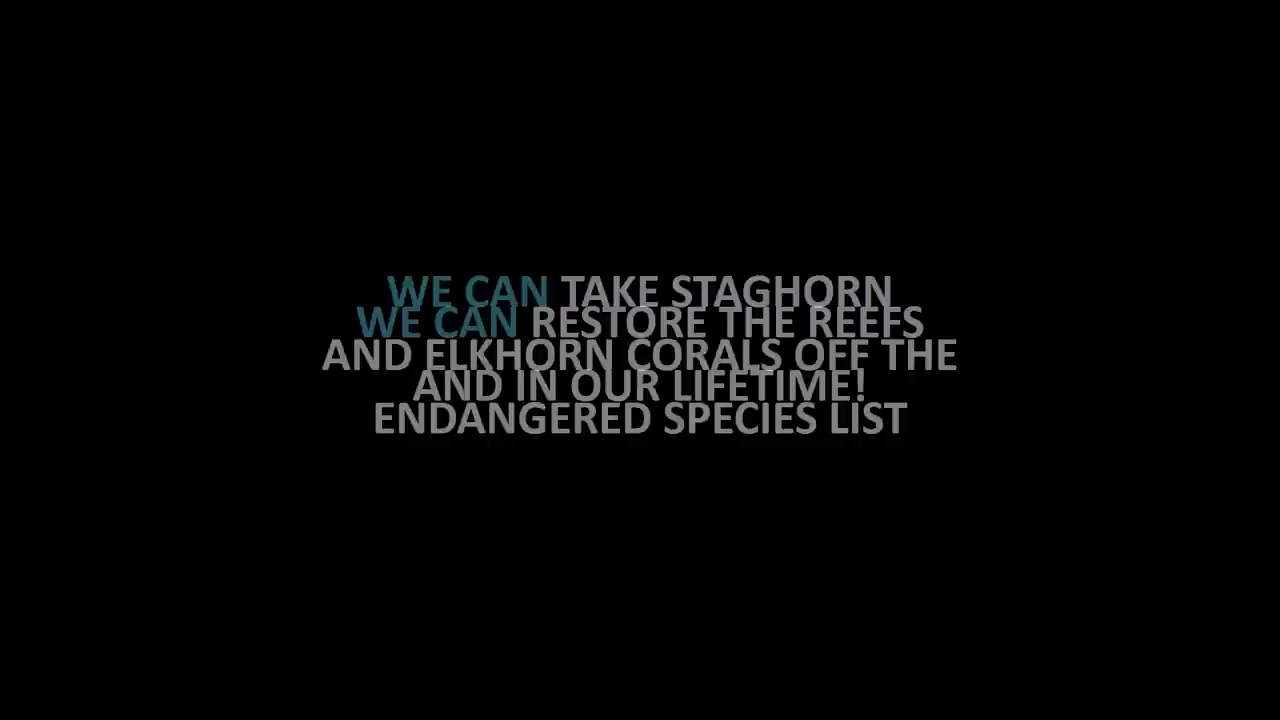 WE CAN TAKE STAGHORN
WE CAN RESTORE THE REEFS
AND ELKHORN CORALS OFF THE
AND IN OUR LIFETIME!
ENDANGERED SPECIES LIST